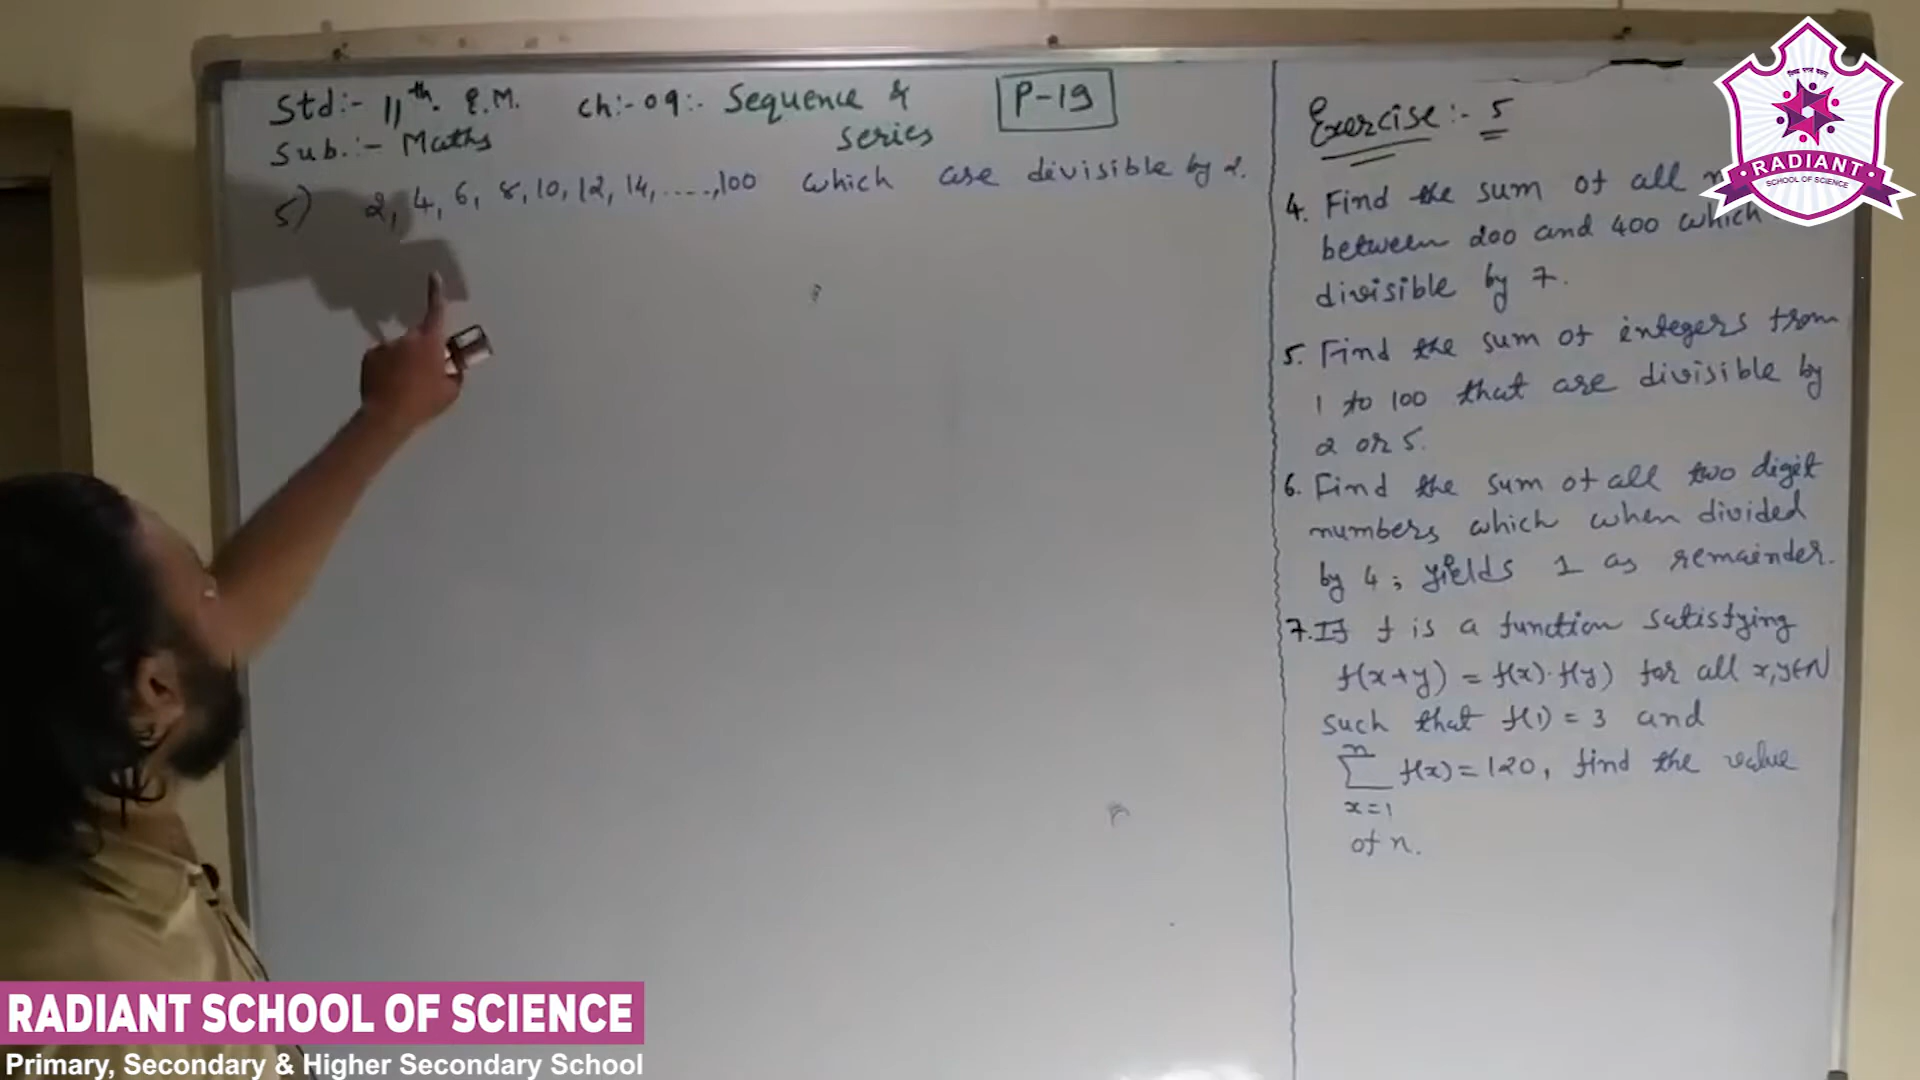 Std:- 11th. E.M. Ch:- 09:- Sequence & series P-19
Sub.:- Maths
5) 2, 4, 6, 8, 10, 12, 14, ....., 100 which are divisible by 2.
Exercise:- 5
4. Find the sum of all
between 200 and 400 which
divisible by 7.
5. Find the sum of integers from
1 to 100 that are divisible by
2 or 5.
6. Find the sum of all two digit
numbers which when divided
by 4; yields 1 as remainder.
7. If f is a function satisfying
f(x+y) = f(x)·f(y) for all x,y∈N
such that f(1) = 3 and
n
∑ f(x) = 120, find the value
x=1
of n.
RADIANT
SCHOOL OF SCIENCE
RADIANT SCHOOL OF SCIENCE
Primary, Secondary & Higher Secondary School